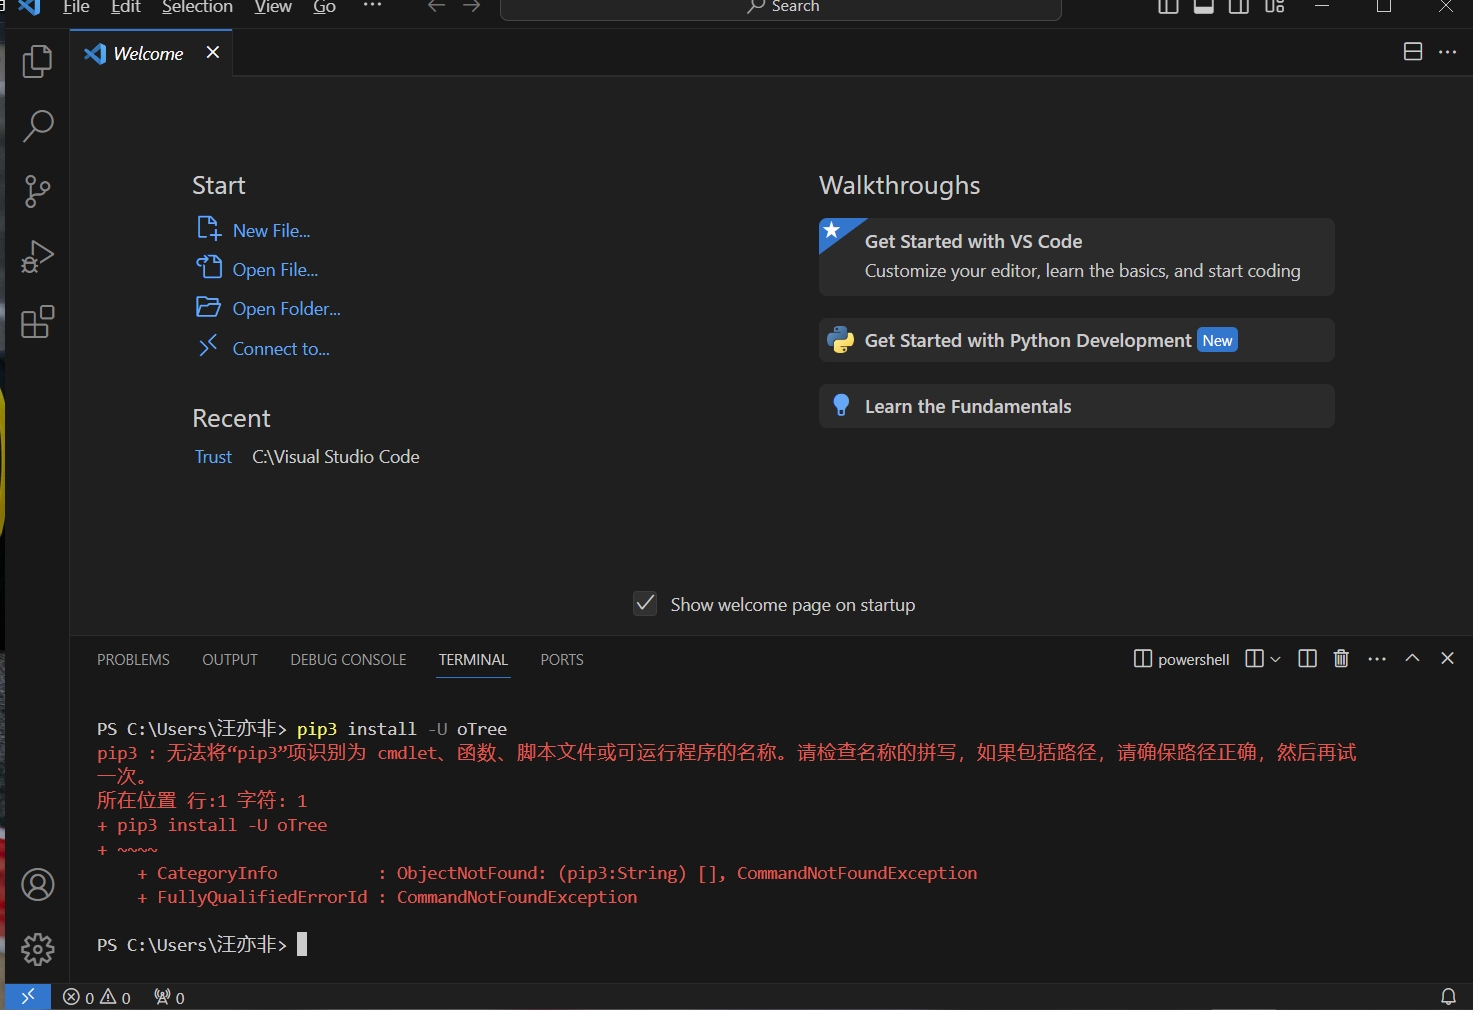 File Edit Selection View Go ··· Search
Welcome
Start
New File...
Open File...
Open Folder...
Connect to...
Recent
Trust C:\Visual Studio Code
Walkthroughs
Get Started with VS Code
Customize your editor, learn the basics, and start coding
Get Started with Python Development New
Learn the Fundamentals
Show welcome page on startup
PROBLEMS OUTPUT DEBUG CONSOLE TERMINAL PORTS powershell
PS C:\Users\汪亦非> pip3 install -U oTree
pip3 : 无法将“pip3”项识别为 cmdlet、函数、脚本文件或可运行程序的名称。请检查名称的拼写，如果包括路径，请确保路径正确，然后再试
一次。
所在位置 行:1 字符: 1
+ pip3 install -U oTree
+ ~~~~
+ CategoryInfo : ObjectNotFound: (pip3:String) [], CommandNotFoundException
+ FullyQualifiedErrorId : CommandNotFoundException
PS C:\Users\汪亦非>
0 0 0